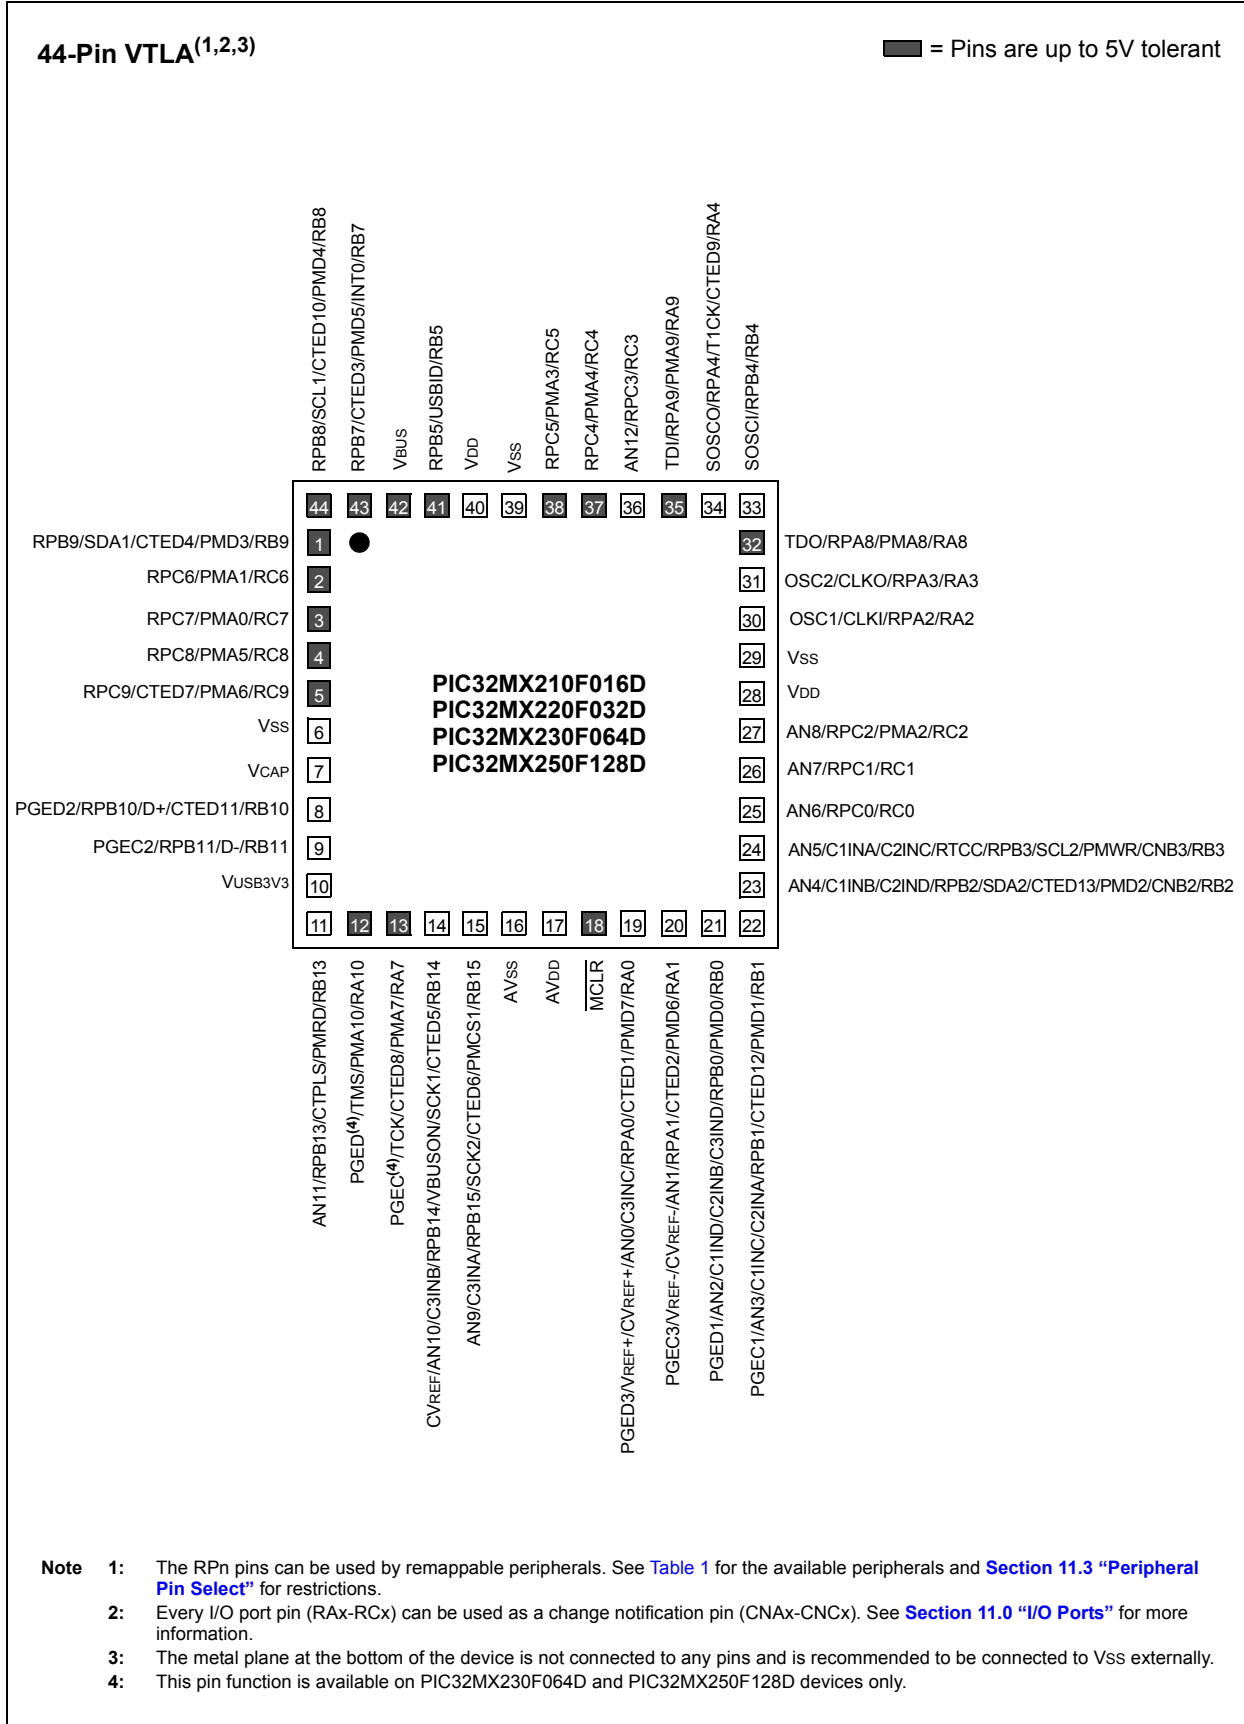 44-Pin VTLA(1,2,3)
= Pins are up to 5V tolerant
RPB8/SCL1/CTED10/PMD4/RB8
RPB7/CTED3/PMD5/INT0/RB7
VBUS
RPB5/USBID/RB5
VDD
VSS
RPC5/PMA3/RC5
RPC4/PMA4/RC4
AN12/RPC3/RC3
TDI/RPA9/PMA9/RA9
SOSCO/RPA4/T1CK/CTED9/RA4
SOSCI/RPB4/RB4
44 43 42 41 40 39 38 37 36 35 34 33
RPB9/SDA1/CTED4/PMD3/RB9 1
RPC6/PMA1/RC6 2
RPC7/PMA0/RC7 3
RPC8/PMA5/RC8 4
RPC9/CTED7/PMA6/RC9 5
VSS 6
VCAP 7
PGED2/RPB10/D+/CTED11/RB10 8
PGEC2/RPB11/D-/RB11 9
VUSB3V3 10
PIC32MX210F016D
PIC32MX220F032D
PIC32MX230F064D
PIC32MX250F128D
32 TDO/RPA8/PMA8/RA8
31 OSC2/CLKO/RPA3/RA3
30 OSC1/CLKI/RPA2/RA2
29 VSS
28 VDD
27 AN8/RPC2/PMA2/RC2
26 AN7/RPC1/RC1
25 AN6/RPC0/RC0
24 AN5/C1INA/C2INC/RTCC/RPB3/SCL2/PMWR/CNB3/RB3
23 AN4/C1INB/C2IND/RPB2/SDA2/CTED13/PMD2/CNB2/RB2
11 12 13 14 15 16 17 18 19 20 21 22
AN11/RPB13/CTPLS/PMRD/RB13
PGED(4)/TMS/PMA10/RA10
PGEC(4)/TCK/CTED8/PMA7/RA7
CVREF/AN10/C3INB/RPB14/VBUSON/SCK1/CTED5/RB14
AN9/C3INA/RPB15/SCK2/CTED6/PMCS1/RB15
AVSS
AVDD
MCLR
PGED3/VREF+/CVREF+/AN0/C3INC/RPA0/CTED1/PMD7/RA0
PGEC3/VREF-/CVREF-/AN1/RPA1/CTED2/PMD6/RA1
PGED1/AN2/C1IND/C2INB/C3IND/RPB0/PMD0/RB0
PGEC1/AN3/C1INC/C2INA/RPB1/CTED12/PMD1/RB1
Note 1: The RPn pins can be used by remappable peripherals. See Table 1 for the available peripherals and Section 11.3 “Peripheral
Pin Select” for restrictions.
2: Every I/O port pin (RAx-RCx) can be used as a change notification pin (CNAx-CNCx). See Section 11.0 “I/O Ports” for more
information.
3: The metal plane at the bottom of the device is not connected to any pins and is recommended to be connected to VSS externally.
4: This pin function is available on PIC32MX230F064D and PIC32MX250F128D devices only.